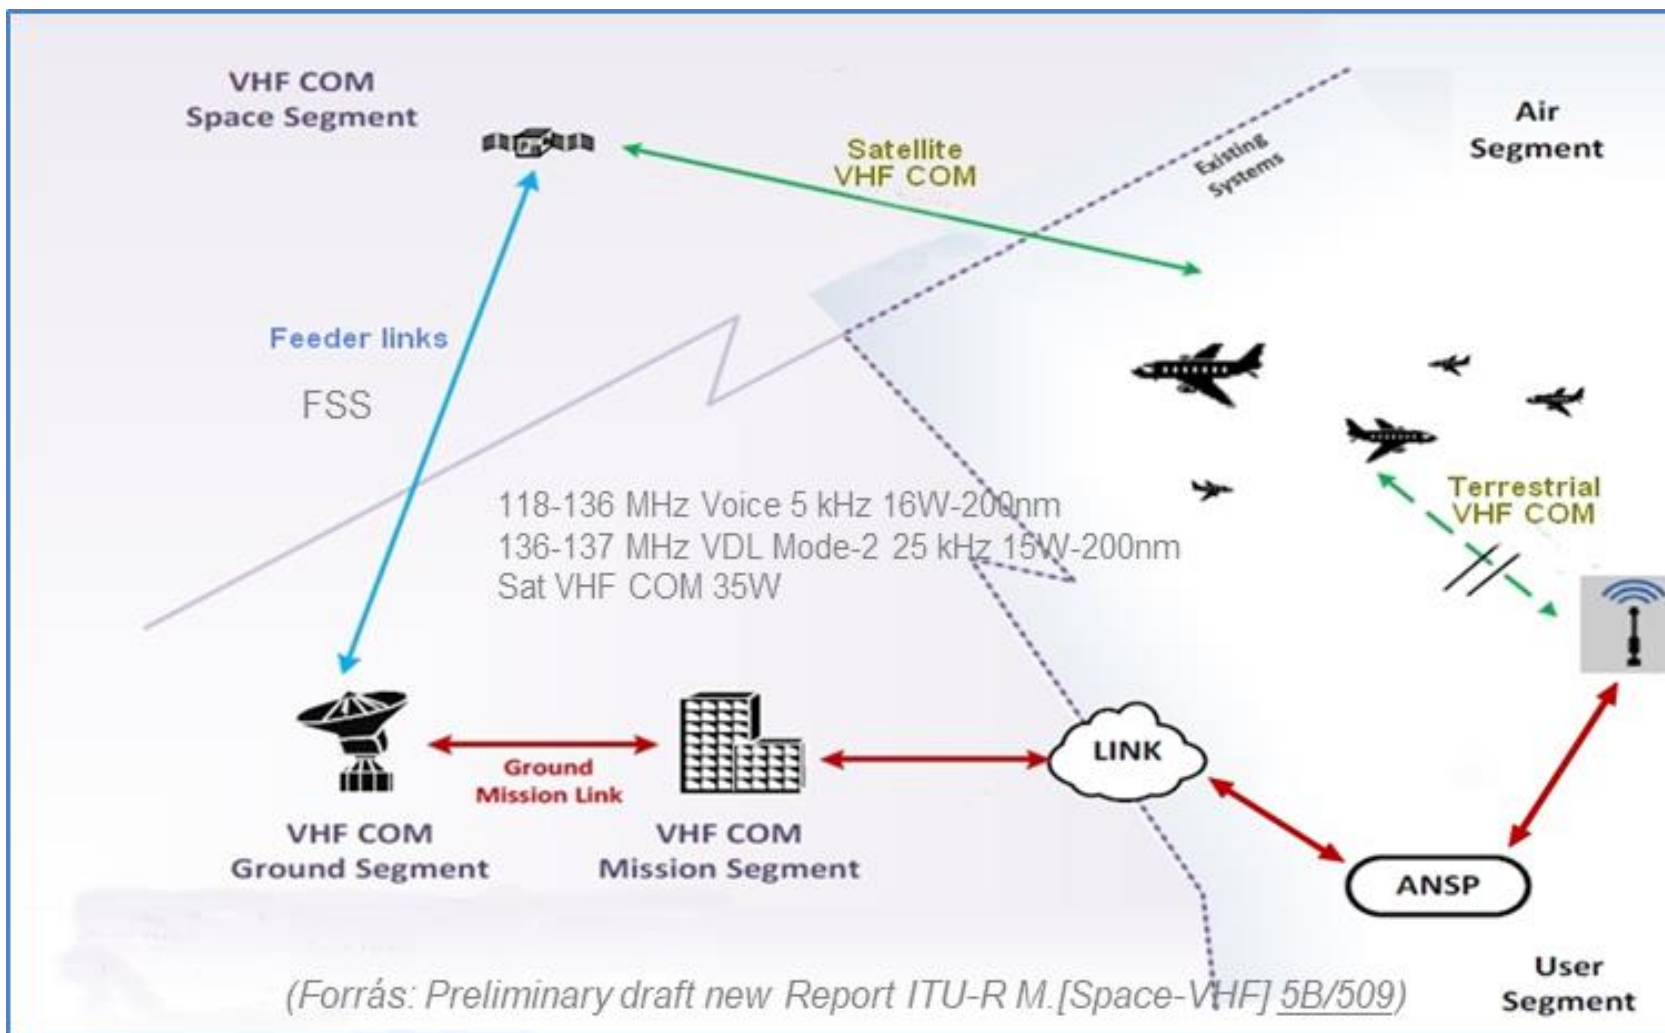 VHF COM
Space Segment
Air
Segment
Satellite
VHF COM
Existing
Systems
Feeder links
FSS
118-136 MHz Voice 5 kHz 16W-200nm
136-137 MHz VDL Mode-2 25 kHz 15W-200nm
Sat VHF COM 35W
Terrestrial
VHF COM
Ground
Mission Link
LINK
VHF COM
Ground Segment
VHF COM
Mission Segment
ANSP
User
Segment
(Forrás: Preliminary draft new Report ITU-R M.[Space-VHF] 5B/509)